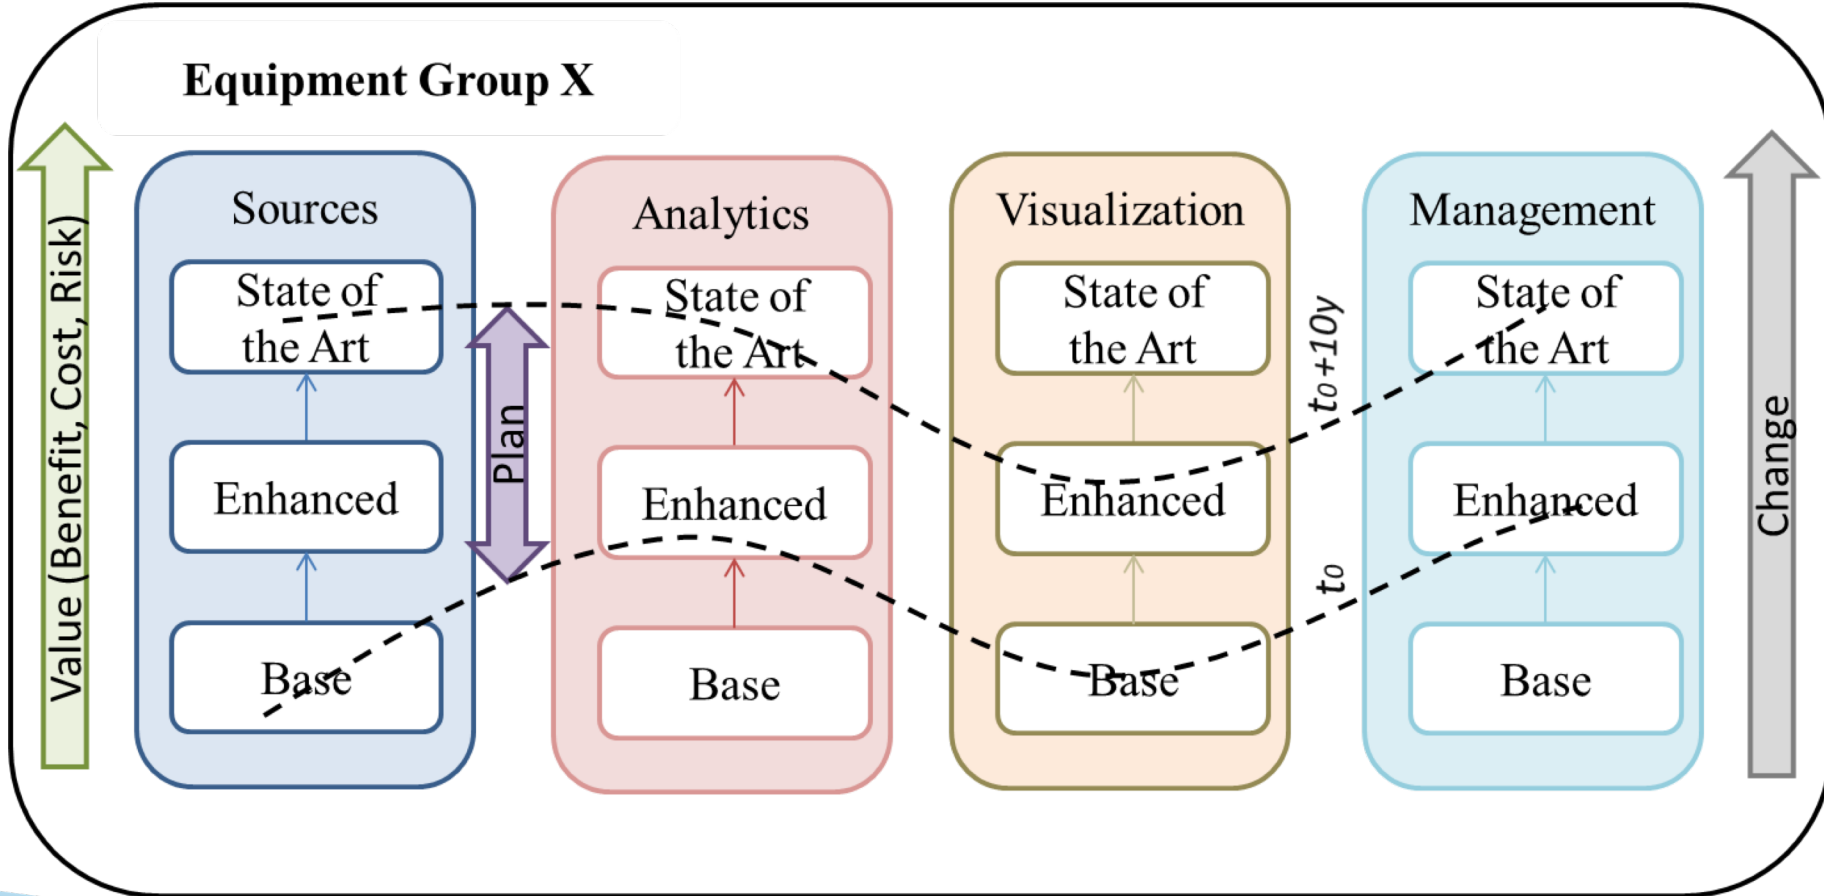 Equipment Group X
Value (Benefit, Cost, Risk)
Sources
State of
the Art
Enhanced
Base
Plan
Analytics
State of
the Art
Enhanced
Base
Visualization
State of
the Art
Enhanced
Base
t0+10y
t0
Management
State of
the Art
Enhanced
Base
Change